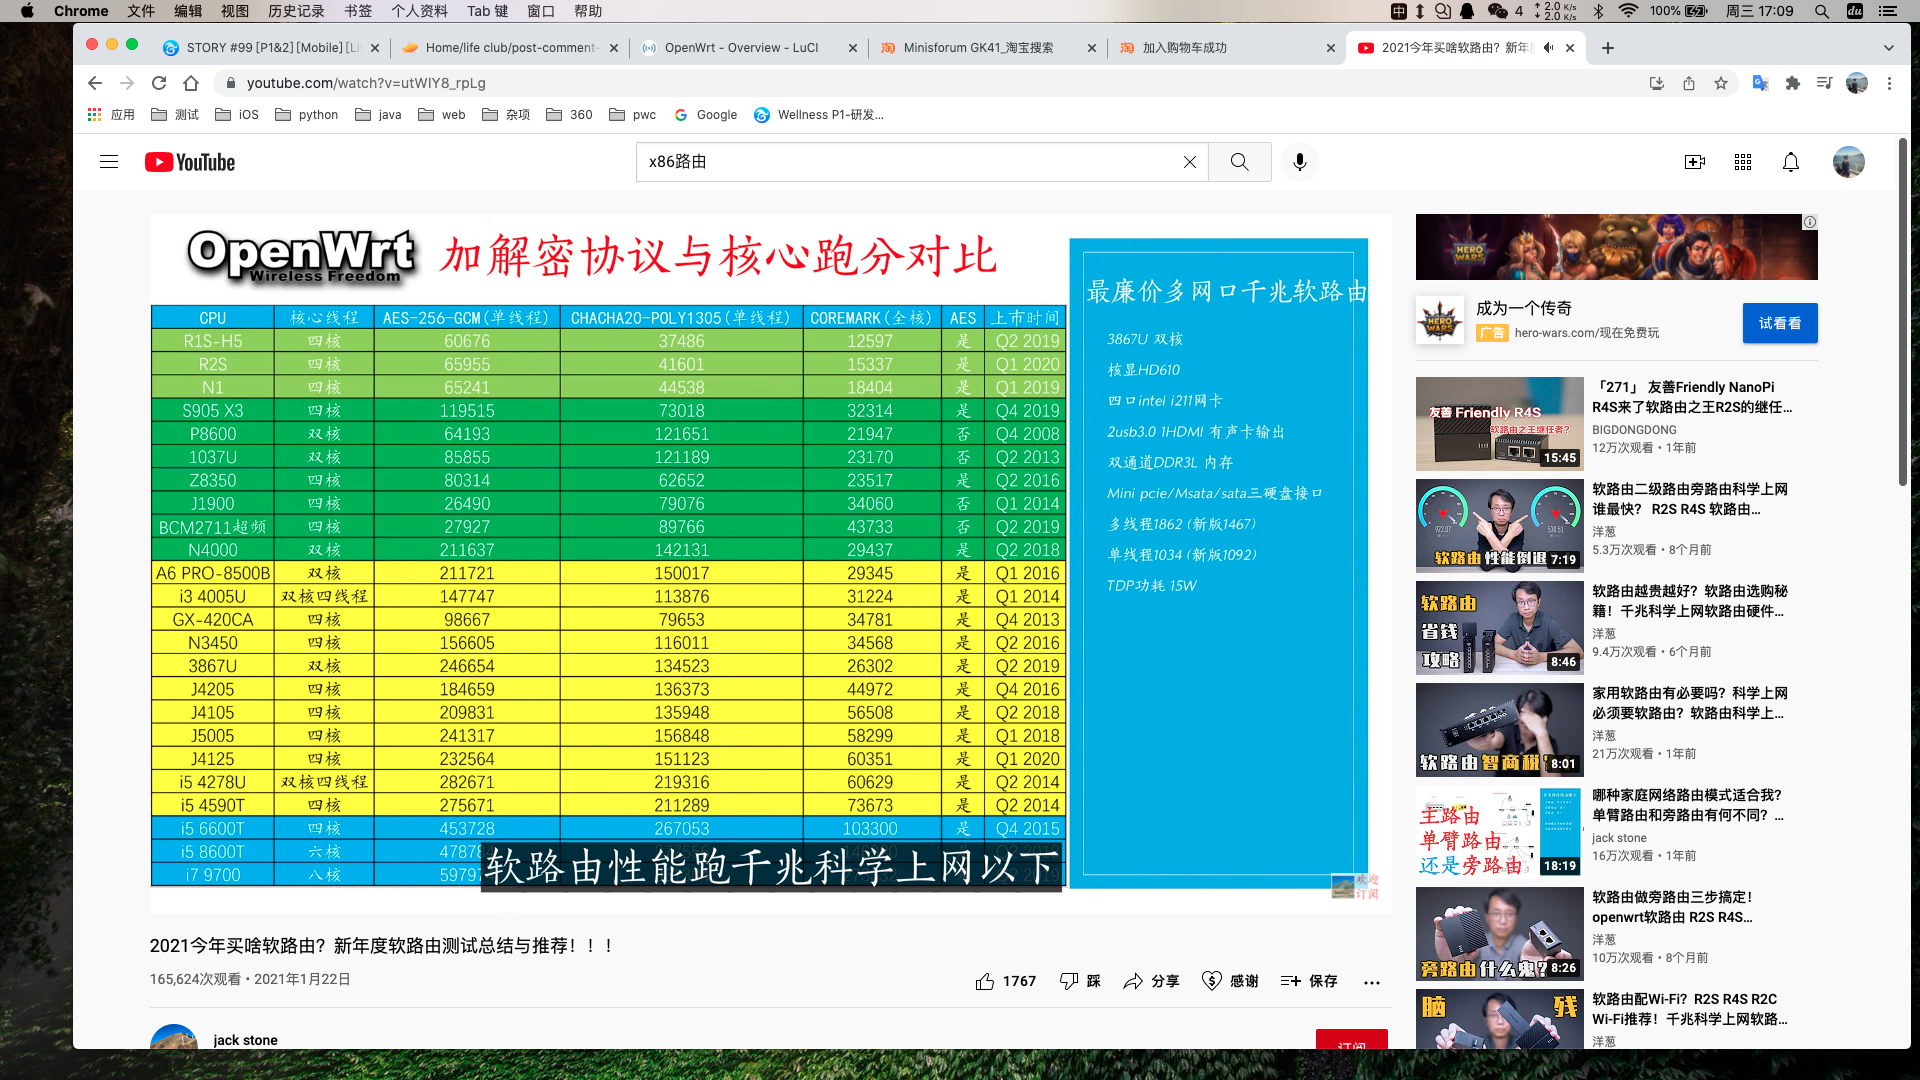 Chrome 文件 编辑 视图 历史记录 书签 个人资料 Tab 键 窗口 帮助 4 2.0 K/s 2.0 K/s 100% 周三 17:09
STORY #99 [P1&2][Mobile][Li Home/life club/post-comment- OpenWrt - Overview - LuCI Minisforum GK41_淘宝搜索 加入购物车成功 2021今年买啥软路由？新年
youtube.com/watch?v=utWlY8_rpLg
应用 测试 iOS python java web 杂项 360 pwc Google Wellness P1-研发...
YouTube x86路由
OpenWrt
Wireless Freedom
加解密协议与核心跑分对比
CPU 核心线程 AES-256-GCM(单线程) CHACHA20-POLY1305(单线程) COREMARK(全核) AES 上市时间
R1S-H5 四核 60676 37486 12597 是 Q2 2019
R2S 四核 65955 41601 15337 是 Q1 2020
N1 四核 65241 44538 18404 是 Q1 2019
S905 X3 四核 119515 73018 32314 是 Q4 2019
P8600 双核 64193 121651 21947 否 Q4 2008
1037U 双核 85855 121189 23170 否 Q2 2013
Z8350 四核 80314 62652 23517 是 Q2 2016
J1900 四核 26490 79076 34060 否 Q1 2014
BCM2711超频 四核 27927 89766 43733 否 Q2 2019
N4000 双核 211637 142131 29437 是 Q2 2018
A6 PRO-8500B 双核 211721 150017 29345 是 Q1 2016
i3 4005U 双核四线程 147747 113876 31224 是 Q1 2014
GX-420CA 四核 98667 79653 34781 是 Q4 2013
N3450 四核 156605 116011 34568 是 Q2 2016
3867U 双核 246654 134523 26302 是 Q2 2019
J4205 四核 184659 136373 44972 是 Q4 2016
J4105 四核 209831 135948 56508 是 Q2 2018
J5005 四核 241317 156848 58299 是 Q1 2018
J4125 四核 232564 151123 60351 是 Q1 2020
i5 4278U 双核四线程 282671 219316 60629 是 Q2 2014
i5 4590T 四核 275671 211289 73673 是 Q2 2014
i5 6600T 四核 453728 267053 103300 是 Q4 2015
i5 8600T 六核 4787
i7 9700 八核 5979
软路由性能跑千兆科学上网以下
最廉价多网口千兆软路由
3867U 双核
核显HD610
四口intel i211网卡
2usb3.0 1HDMI 有声卡输出
双通道DDR3L 内存
Mini pcie/Msata/sata三硬盘接口
多线程1862 (新版1467)
单线程1034 (新版1092)
TDP功耗 15W
欢迎
订阅
2021今年买啥软路由？新年度软路由测试总结与推荐！！！
165,624次观看•2021年1月22日
1767 踩 分享 感谢 保存
jack stone
订阅
HERO WARS
HERO WARS
成为一个传奇
广告 hero-wars.com/现在免费玩
试看看
友善 Friendly R4S
软路由之王继任者?
15:45
「271」 友善Friendly NanoPi
R4S来了软路由之王R2S的继任...
BIGDONGDONG
12万次观看•1年前
软路由性能倒退
7:19
软路由二级路由旁路由科学上网
谁最快？ R2S R4S 软路由...
洋葱
5.3万次观看•8个月前
软路由
省钱
攻略
8:46
软路由越贵越好？软路由选购秘
籍！千兆科学上网软路由硬件...
洋葱
9.4万次观看•6个月前
软路由智商税?
8:01
家用软路由有必要吗？科学上网
必须要软路由？软路由科学上...
洋葱
21万次观看•1年前
主路由
单臂路由
还是旁路由
18:19
哪种家庭网络路由模式适合我？
单臂路由和旁路由有何不同？...
jack stone
16万次观看•1年前
旁路由什么鬼?
8:26
软路由做旁路由三步搞定！
openwrt软路由 R2S R4S...
洋葱
10万次观看•8个月前
脑 残
软路由配Wi-Fi？R2S R4S R2C
Wi-Fi推荐！千兆科学上网软路...
洋葱